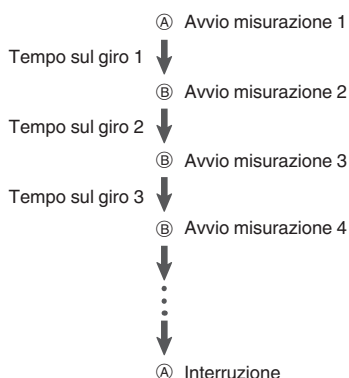 Ⓐ Avvio misurazione 1
Tempo sul giro 1
Ⓑ Avvio misurazione 2
Tempo sul giro 2
Ⓑ Avvio misurazione 3
Tempo sul giro 3
Ⓑ Avvio misurazione 4
Ⓐ Interruzione